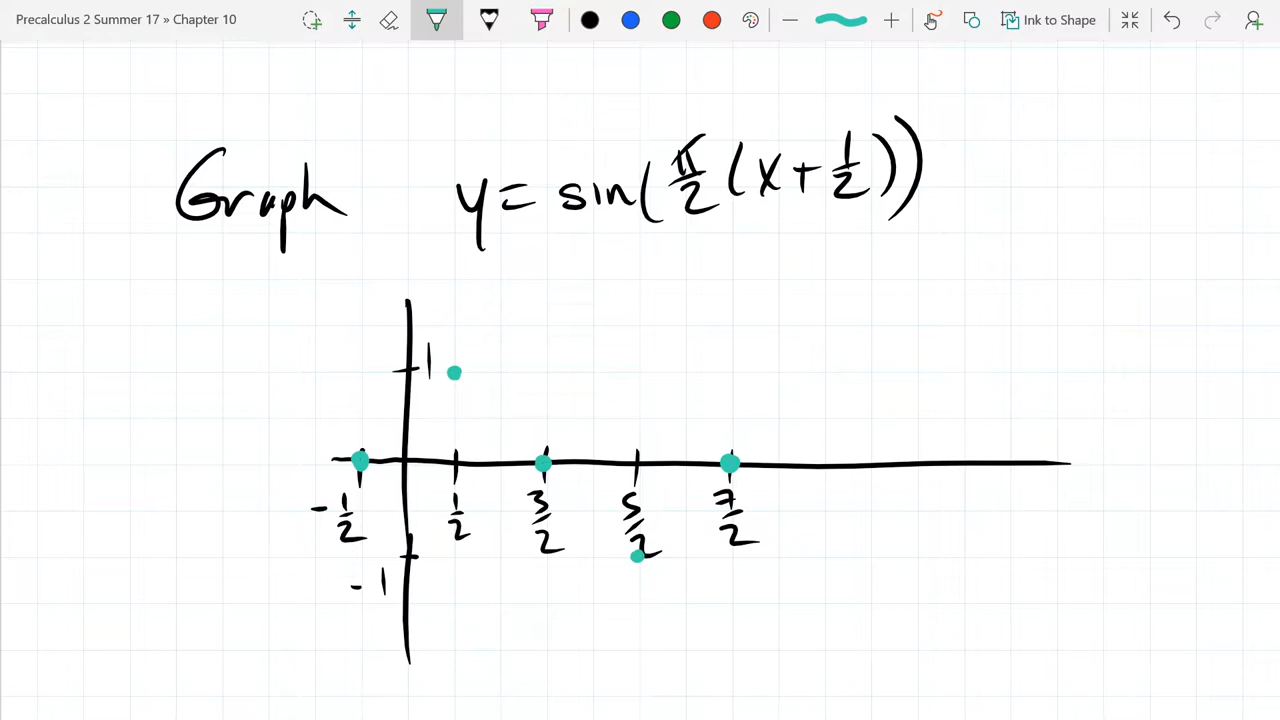 Precalculus 2 Summer 17 » Chapter 10
Ink to Shape
Graph y = sin(π/2 (x + 1/2))
1
-1/2 1/2 3/2 5/2 7/2
-1